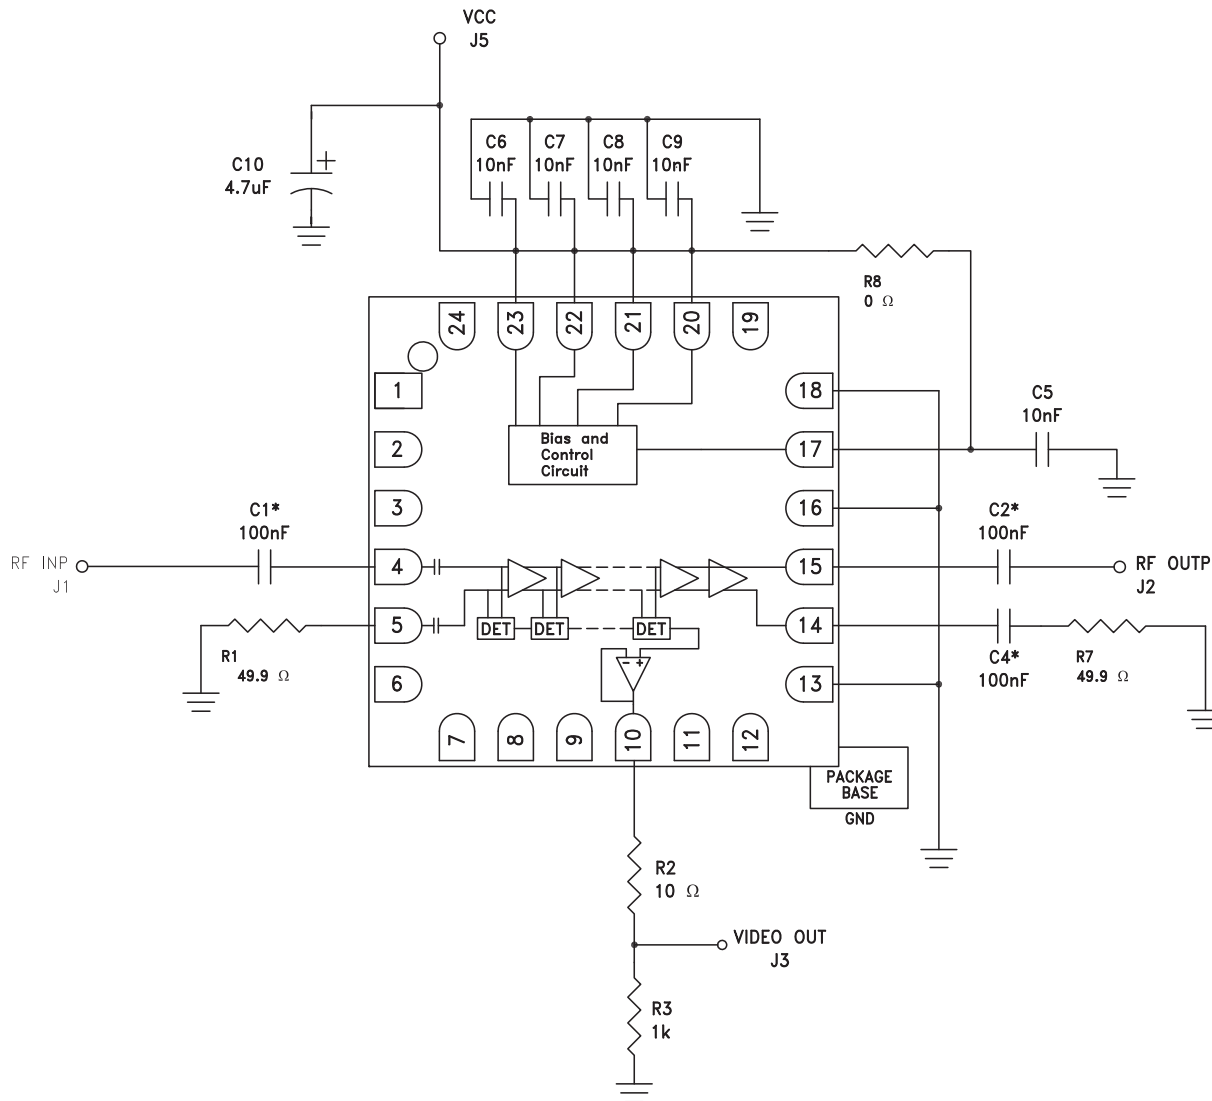 VCC
J5
C10
4.7uF
+
C6
10nF
C7
10nF
C8
10nF
C9
10nF
R8
0 Ω
24
23
22
21
20
19
1
2
3
4
5
6
18
17
16
15
14
13
7
8
9
10
11
12
Bias and
Control
Circuit
C5
10nF
C1*
100nF
RF INP
J1
R1
49.9 Ω
C2*
100nF
RF OUTP
J2
C4*
100nF
R7
49.9 Ω
DET
DET
DET
- +
PACKAGE
BASE
GND
R2
10 Ω
VIDEO OUT
J3
R3
1k